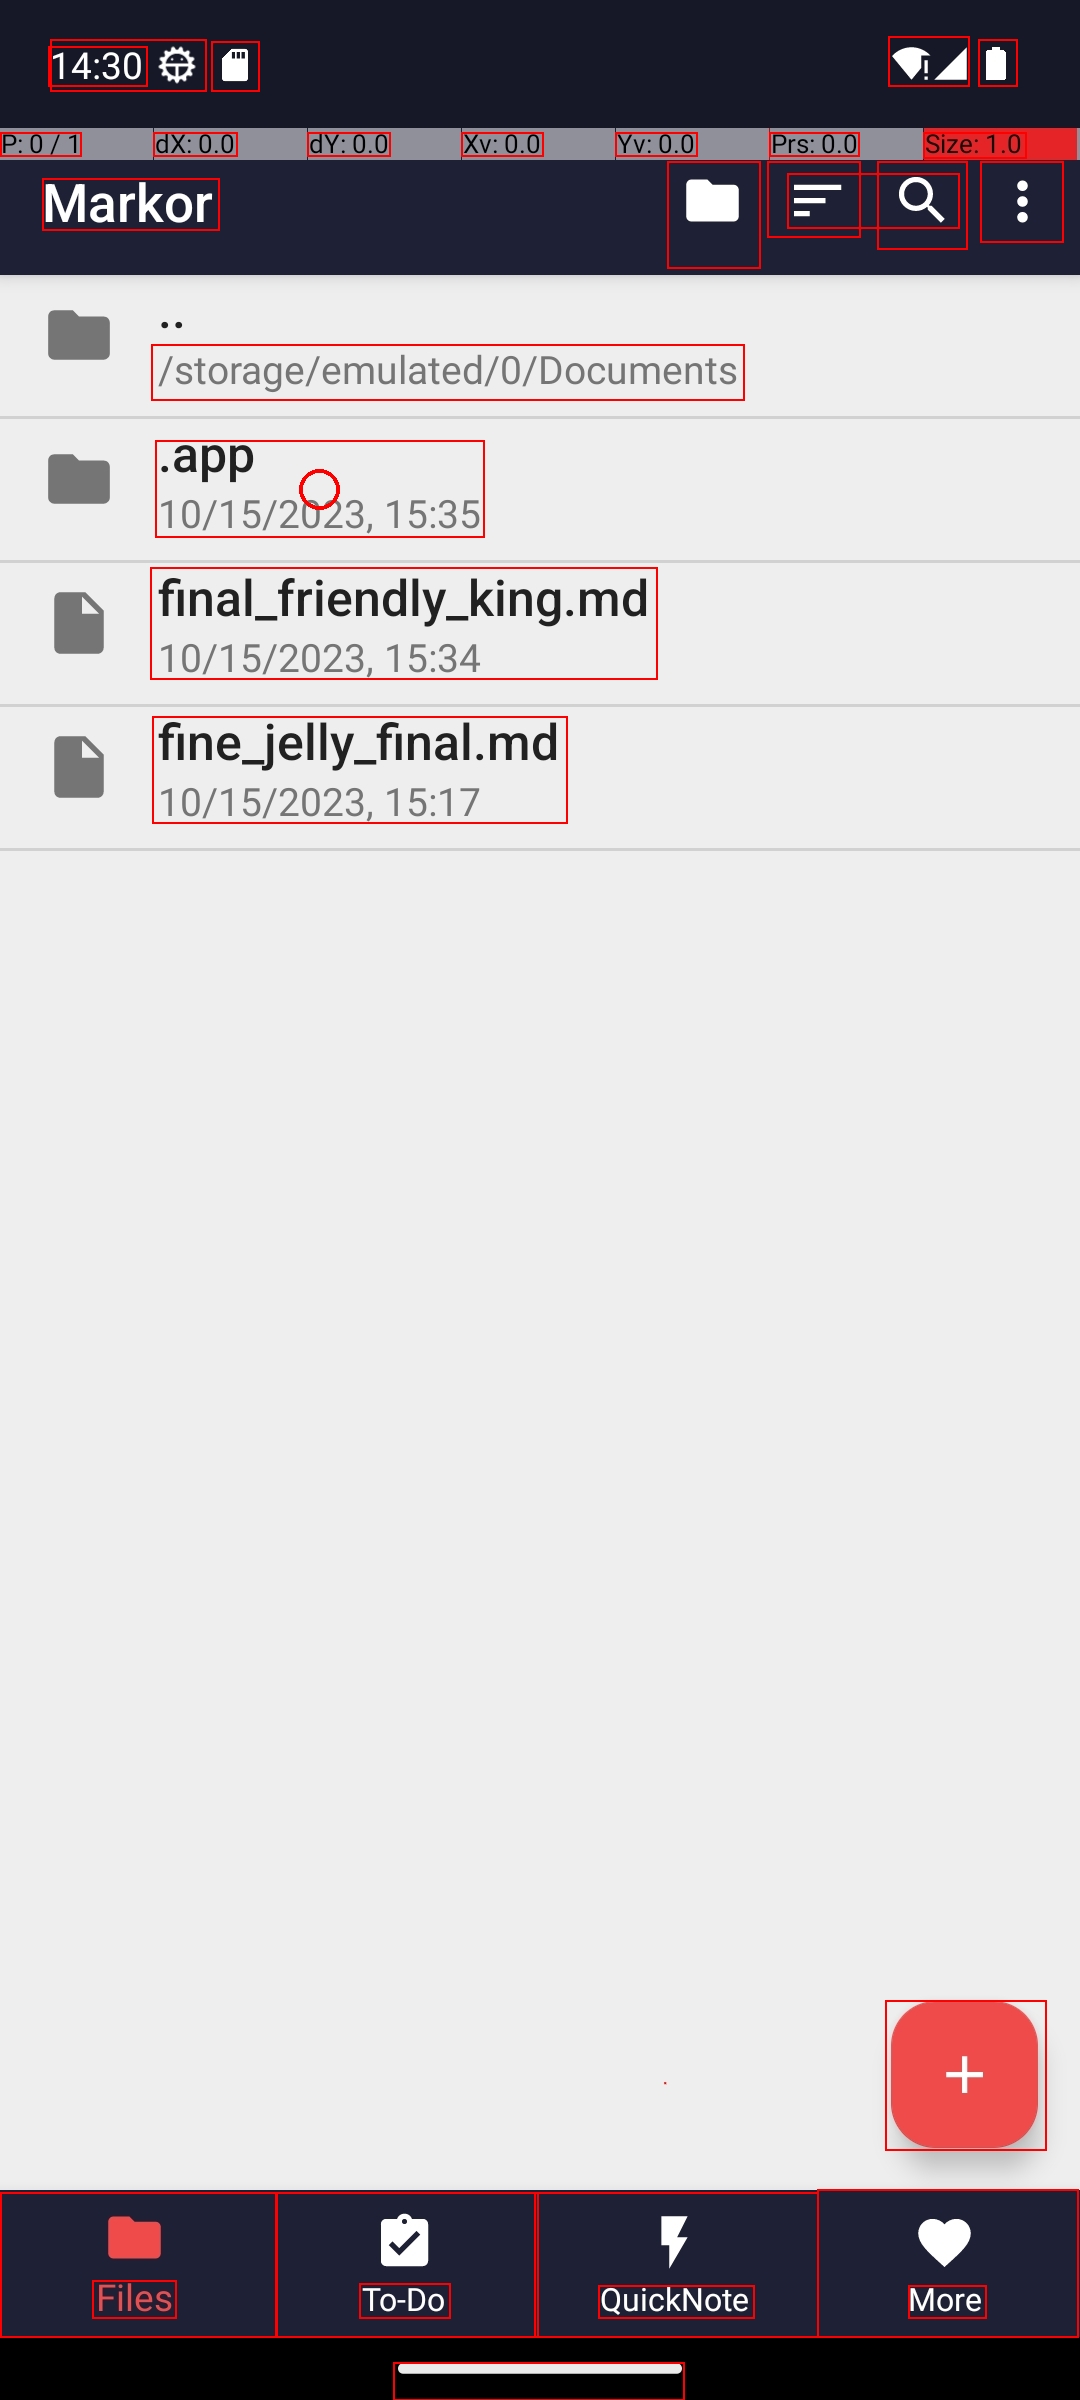 14:30
P: 0 / 1 dX: 0.0 dY: 0.0 Xv: 0.0 Yv: 0.0 Prs: 0.0 Size: 1.0
Markor
..
/storage/emulated/0/Documents
.app
10/15/2023, 15:35
final_friendly_king.md
10/15/2023, 15:34
fine_jelly_final.md
10/15/2023, 15:17
Files To-Do QuickNote More